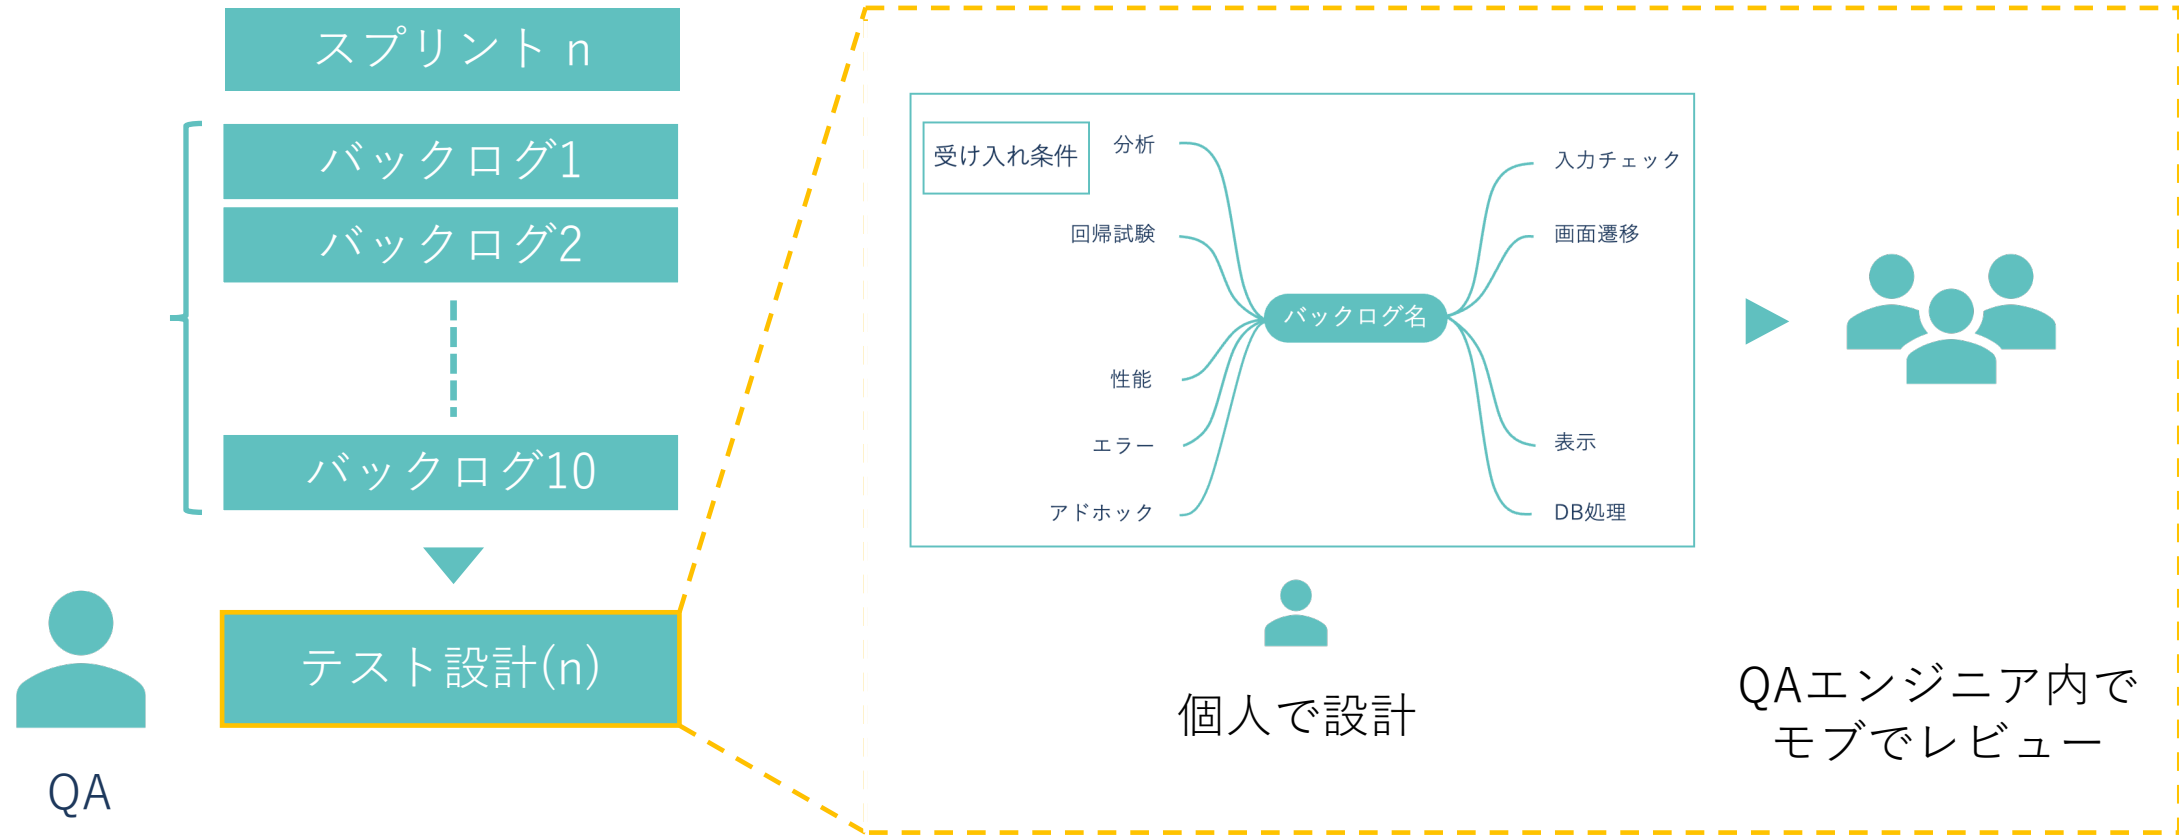 スプリント n
バックログ1
バックログ2
バックログ10
テスト設計(n)
QA
受け入れ条件
分析
回帰試験
性能
エラー
アドホック
バックログ名
入力チェック
画面遷移
表示
DB処理
個人で設計
QAエンジニア内で
モブでレビュー